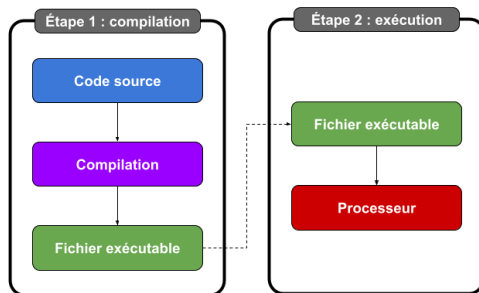 Étape 1 : compilation
Code source
Compilation
Fichier exécutable
Étape 2 : exécution
Fichier exécutable
Processeur